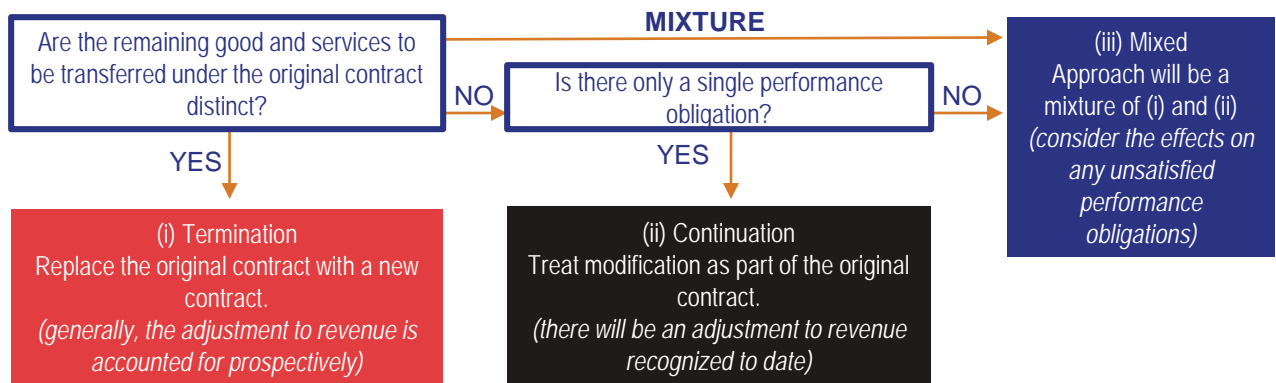 Are the remaining good and services to
be transferred under the original contract
distinct?
MIXTURE
NO
Is there only a single performance
obligation?
NO
(iii) Mixed
Approach will be a
mixture of (i) and (ii)
(consider the effects on
any unsatisfied
performance
obligations)
YES
YES
(i) Termination
Replace the original contract with a new
contract.
(generally, the adjustment to revenue is
accounted for prospectively)
(ii) Continuation
Treat modification as part of the original
contract.
(there will be an adjustment to revenue
recognized to date)